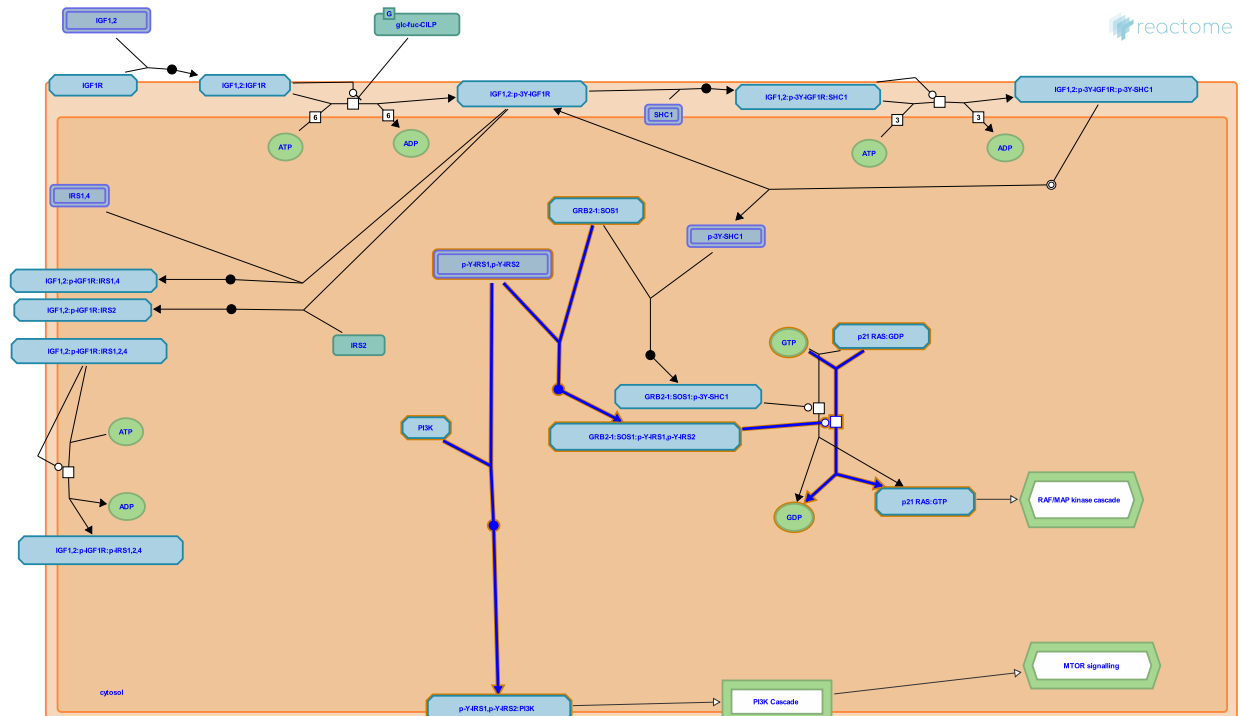 IGF1,2
G
glc-fuc-CILP
reactome
IGF1R
IGF1,2:IGF1R
IGF1,2:p-3Y-IGF1R
IGF1,2:p-3Y-IGF1R:SHC1
IGF1,2:p-3Y-IGF1R:p-3Y-SHC1
SHC1
6
6
3
3
ATP
ADP
ATP
ADP
IRS1,4
GRB2-1:SOS1
p-3Y-SHC1
p-Y-IRS1,p-Y-IRS2
IGF1,2:p-IGF1R:IRS1,4
IGF1,2:p-IGF1R:IRS2
IRS2
GTP
p21 RAS:GDP
IGF1,2:p-IGF1R:IRS1,2,4
GRB2-1:SOS1:p-3Y-SHC1
PI3K
ATP
GRB2-1:SOS1:p-Y-IRS1,p-Y-IRS2
ADP
GDP
p21 RAS:GTP
RAF/MAP kinase cascade
IGF1,2:p-IGF1R:p-IRS1,2,4
MTOR signalling
cytosol
p-Y-IRS1,p-Y-IRS2:PI3K
PI3K Cascade